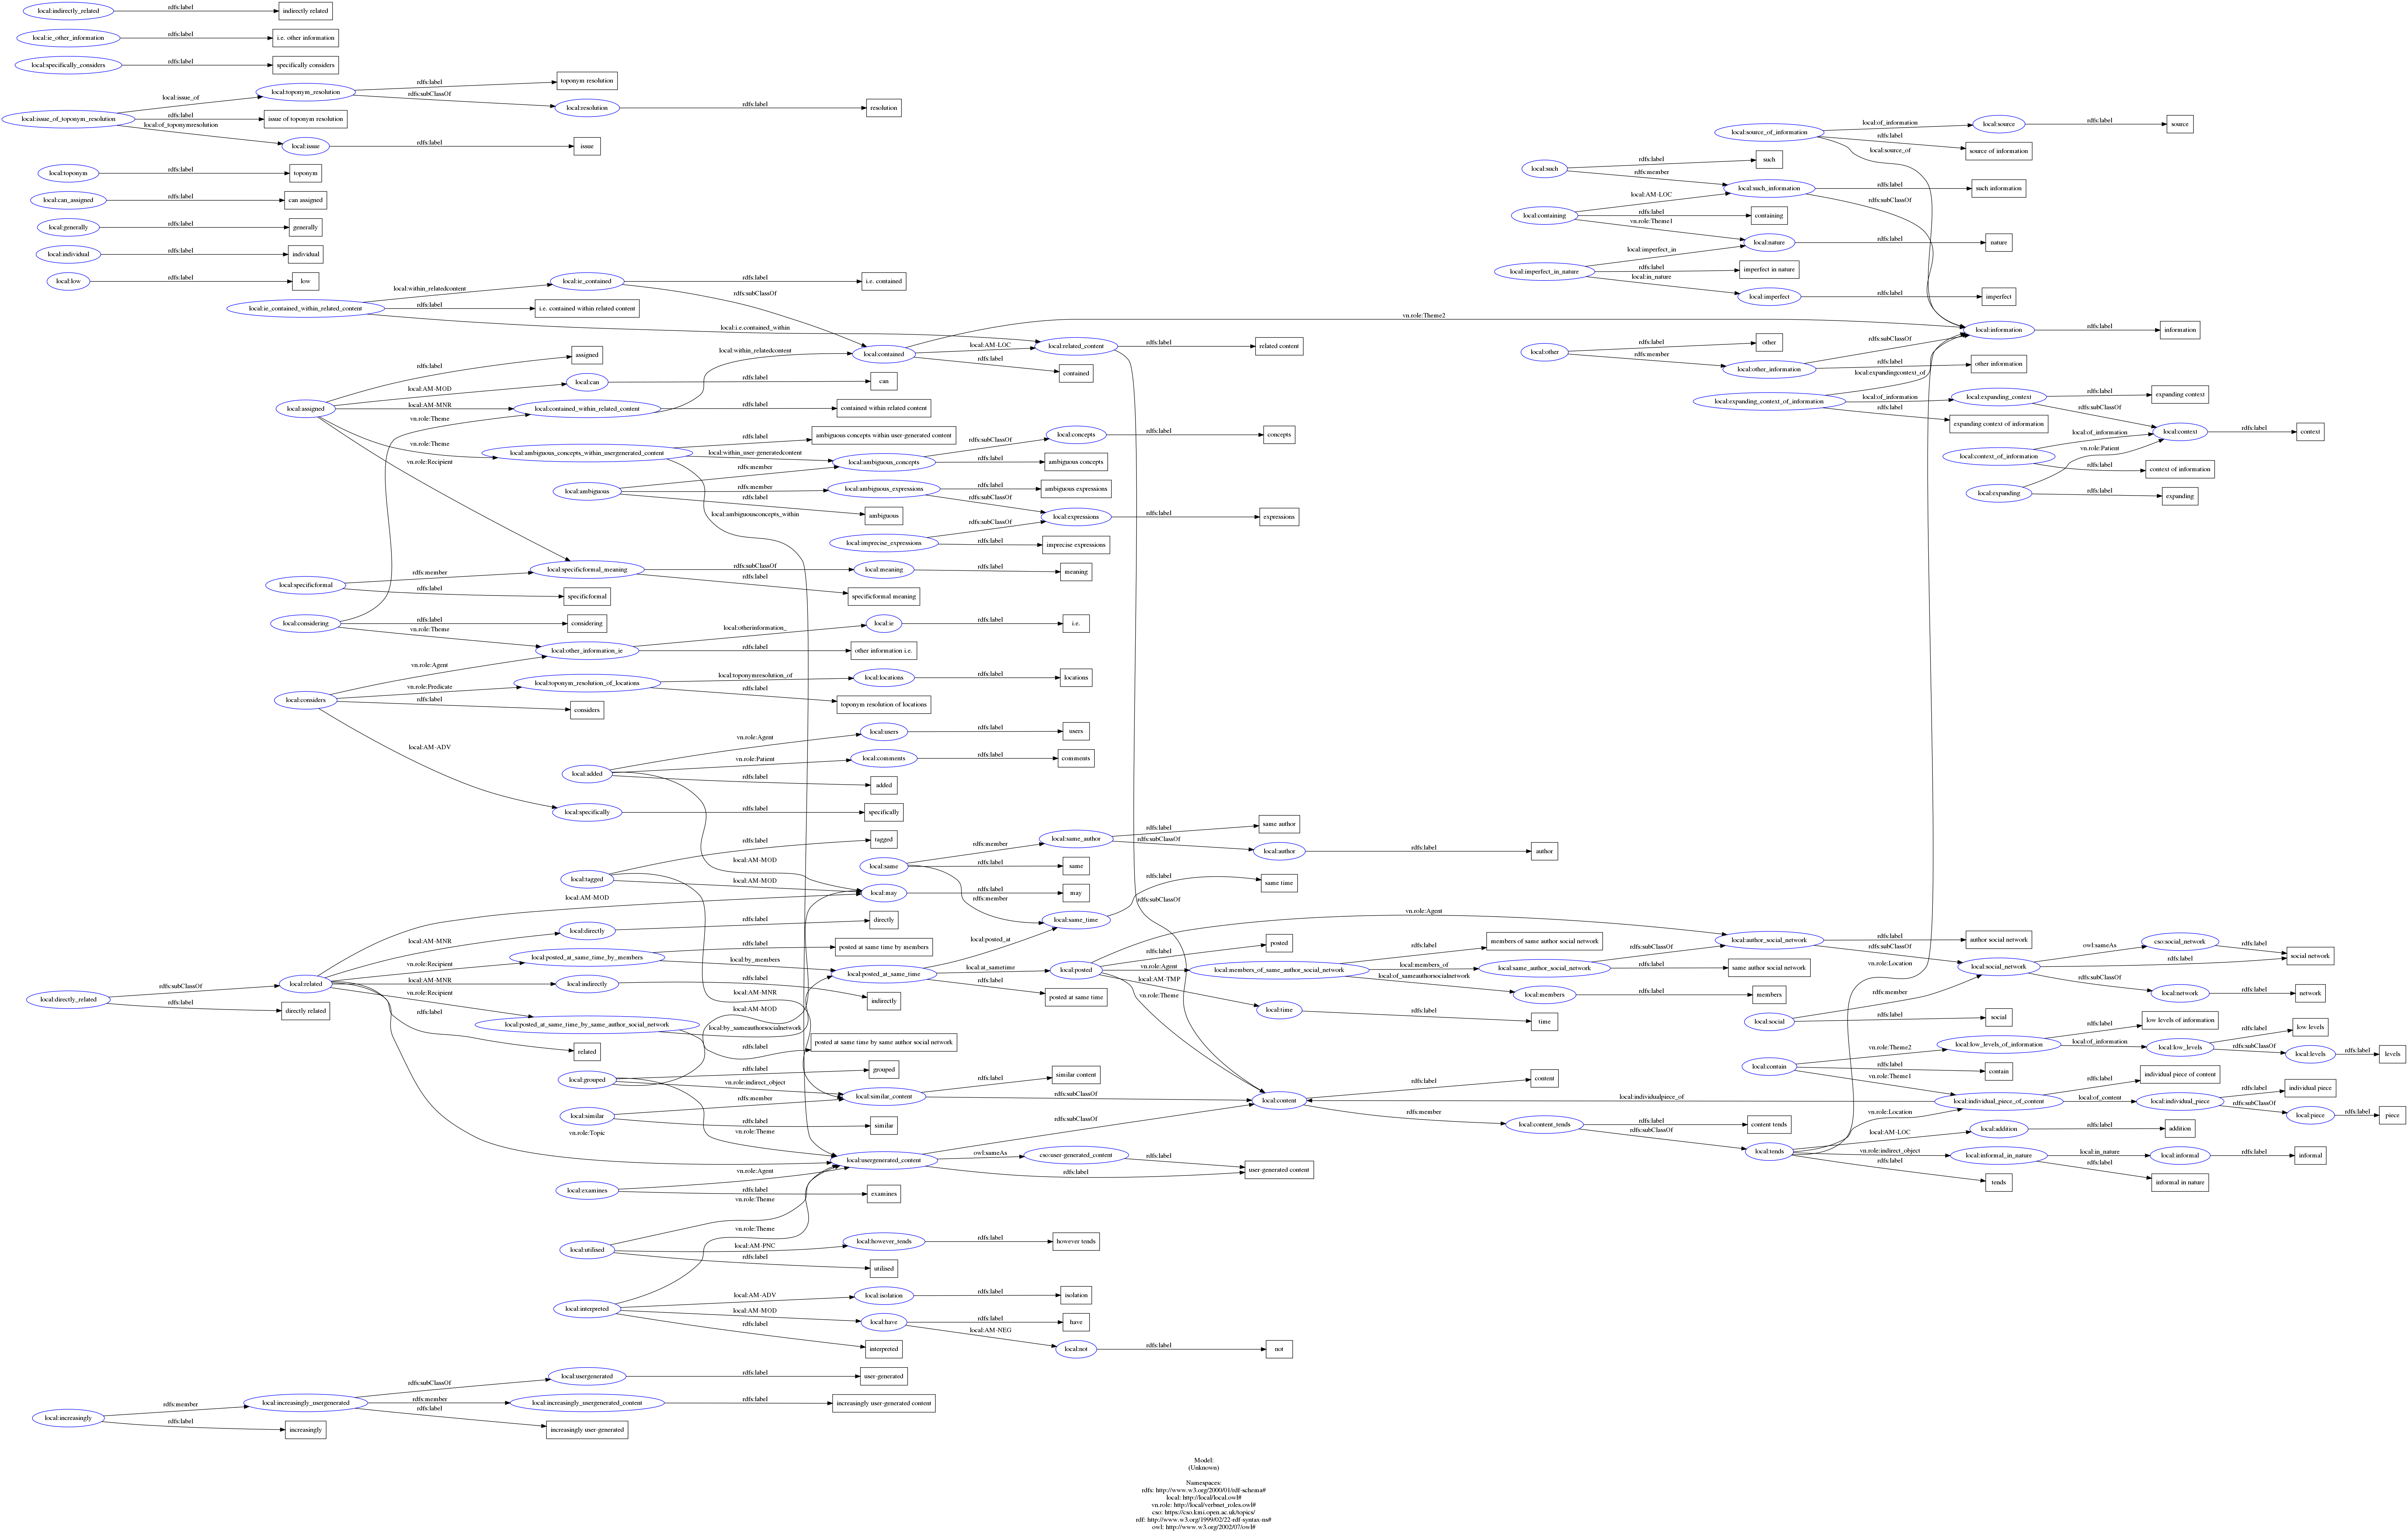 local:indirectly_related
rdfs:label
indirectly related
local:ie_other_information
rdfs:label
i.e. other information
local:specifically_considers
rdfs:label
specifically considers
local:issue_of_toponym_resolution
local:issue_of
local:toponym_resolution
rdfs:label
toponym resolution
rdfs:subClassOf
local:resolution
rdfs:label
resolution
rdfs:label
issue of toponym resolution
local:of_toponymresolution
local:issue
rdfs:label
issue
local:toponym
rdfs:label
toponym
local:can_assigned
rdfs:label
can assigned
local:generally
rdfs:label
generally
local:individual
rdfs:label
individual
local:low
rdfs:label
low
local:ie_contained_within_related_content
local:within_relatedcontent
local:ie_contained
rdfs:label
i.e. contained
rdfs:subClassOf
rdfs:label
i.e. contained within related content
local:i.e.contained_within
local:contained
vn.role:Theme2
local:AM-LOC
local:related_content
rdfs:label
related content
rdfs:subClassOf
rdfs:label
contained
local:assigned
rdfs:label
assigned
local:AM-MOD
local:can
rdfs:label
can
local:AM-MNR
local:contained_within_related_content
local:within_relatedcontent
rdfs:label
contained within related content
vn.role:Theme
vn.role:Theme
vn.role:Recipient
local:ambiguous_concepts_within_usergenerated_content
rdfs:label
ambiguous concepts within user-generated content
local:within_user-generatedcontent
local:ambiguousconcepts_within
local:ambiguous_concepts
rdfs:subClassOf
local:concepts
rdfs:label
concepts
rdfs:label
ambiguous concepts
local:ambiguous
rdfs:member
rdfs:member
local:ambiguous_expressions
rdfs:label
ambiguous expressions
rdfs:subClassOf
rdfs:label
ambiguous
local:expressions
rdfs:label
expressions
local:imprecise_expressions
rdfs:subClassOf
rdfs:label
imprecise expressions
local:specificformal
rdfs:member
local:specificformal_meaning
rdfs:subClassOf
local:meaning
rdfs:label
meaning
rdfs:label
specificformal meaning
rdfs:label
specificformal
local:considering
rdfs:label
considering
vn.role:Theme
local:other_information_ie
local:otherinformation_
local:ie
rdfs:label
i.e.
rdfs:label
other information i.e.
local:considers
vn.role:Agent
vn.role:Predicate
local:toponym_resolution_of_locations
local:toponymresolution_of
local:locations
rdfs:label
locations
rdfs:label
toponym resolution of locations
rdfs:label
considers
local:AM-ADV
local:specifically
rdfs:label
specifically
local:added
vn.role:Agent
local:users
rdfs:label
users
vn.role:Patient
local:comments
rdfs:label
comments
rdfs:label
added
local:AM-MOD
local:tagged
rdfs:label
tagged
local:AM-MOD
local:AM-MNR
local:same
rdfs:member
local:same_author
rdfs:label
same author
rdfs:subClassOf
local:author
rdfs:label
author
rdfs:label
same
rdfs:member
local:same_time
rdfs:label
same time
local:may
rdfs:label
may
local:directly_related
rdfs:subClassOf
rdfs:label
directly related
local:related
local:AM-MOD
local:AM-MNR
local:directly
rdfs:label
directly
vn.role:Recipient
local:posted_at_same_time_by_members
rdfs:label
posted at same time by members
local:by_members
local:AM-MNR
local:indirectly
rdfs:label
indirectly
vn.role:Recipient
local:posted_at_same_time_by_same_author_social_network
local:by_sameauthorsocialnetwork
rdfs:label
posted at same time by same author social network
rdfs:label
related
vn.role:Topic
local:posted_at_same_time
local:posted_at
local:at_sametime
rdfs:label
posted at same time
local:posted
vn.role:Agent
rdfs:label
posted
vn.role:Agent
local:AM-TMP
vn.role:Theme
local:members_of_same_author_social_network
rdfs:label
members of same author social network
local:members_of
local:same_author_social_network
rdfs:subClassOf
rdfs:label
same author social network
local:of_sameauthorsocialnetwork
local:members
rdfs:label
members
local:time
rdfs:label
time
local:author_social_network
rdfs:label
author social network
rdfs:subClassOf
local:social_network
owl:sameAs
cso:social_network
rdfs:label
rdfs:label
social network
rdfs:subClassOf
local:network
rdfs:label
network
local:social
rdfs:member
rdfs:label
social
local:grouped
local:AM-MOD
rdfs:label
grouped
vn.role:indirect_object
vn.role:Theme
local:similar
rdfs:member
rdfs:label
similar
local:similar_content
rdfs:label
similar content
rdfs:subClassOf
local:content
rdfs:label
content
local:individualpiece_of
rdfs:member
local:content_tends
rdfs:label
content tends
rdfs:subClassOf
local:contain
vn.role:Theme2
local:low_levels_of_information
rdfs:label
low levels of information
local:of_information
local:low_levels
rdfs:label
low levels
rdfs:subClassOf
local:levels
rdfs:label
levels
rdfs:label
contain
vn.role:Theme1
local:individual_piece_of_content
rdfs:label
individual piece of content
local:of_content
local:individual_piece
rdfs:label
individual piece
rdfs:subClassOf
local:piece
rdfs:label
piece
local:tends
vn.role:Location
vn.role:Location
local:AM-LOC
local:addition
rdfs:label
addition
vn.role:indirect_object
local:informal_in_nature
local:in_nature
local:informal
rdfs:label
informal
rdfs:label
informal in nature
rdfs:label
tends
local:usergenerated_content
rdfs:subClassOf
owl:sameAs
cso:user-generated_content
rdfs:label
rdfs:label
user-generated content
local:examines
vn.role:Agent
rdfs:label
examines
local:utilised
vn.role:Theme
local:AM-PNC
local:however_tends
rdfs:label
however tends
rdfs:label
utilised
local:interpreted
vn.role:Theme
local:AM-ADV
local:isolation
rdfs:label
isolation
local:AM-MOD
local:have
rdfs:label
have
local:AM-NEG
local:not
rdfs:label
not
rdfs:label
interpreted
local:increasingly
rdfs:member
rdfs:label
increasingly
local:increasingly_usergenerated
rdfs:subClassOf
local:usergenerated
rdfs:label
user-generated
rdfs:member
local:increasingly_usergenerated_content
rdfs:label
increasingly user-generated content
rdfs:label
increasingly user-generated
local:source_of_information
local:of_information
local:source
rdfs:label
source
rdfs:label
source of information
local:source_of
local:such
rdfs:label
such
rdfs:member
local:such_information
rdfs:label
such information
rdfs:subClassOf
local:containing
local:AM-LOC
rdfs:label
containing
vn.role:Theme1
local:nature
rdfs:label
nature
local:imperfect_in_nature
local:imperfect_in
rdfs:label
imperfect in nature
local:in_nature
local:imperfect
rdfs:label
imperfect
local:information
rdfs:label
information
local:other
rdfs:label
other
rdfs:member
local:other_information
rdfs:subClassOf
rdfs:label
other information
local:expanding_context_of_information
local:expandingcontext_of
local:of_information
local:expanding_context
rdfs:label
expanding context
rdfs:subClassOf
rdfs:label
expanding context of information
local:context
rdfs:label
context
local:context_of_information
local:of_information
rdfs:label
context of information
local:expanding
vn.role:Patient
rdfs:label
expanding
Model:
(Unknown)
Namespaces:
rdfs: http://www.w3.org/2000/01/rdf-schema#
local: http://local/local.owl#
vn.role: http://local/verbnet_roles.owl#
cso: https://cso.kmi.open.ac.uk/topics/
rdf: http://www.w3.org/1999/02/22-rdf-syntax-ns#
owl: http://www.w3.org/2002/07/owl#